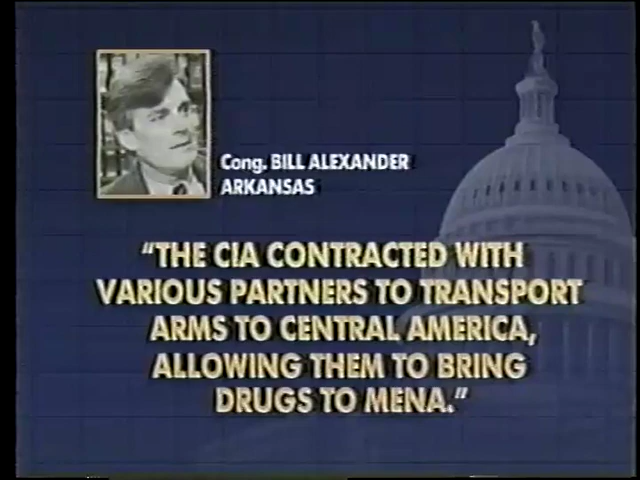 Cong. BILL ALEXANDER
ARKANSAS
“THE CIA CONTRACTED WITH
VARIOUS PARTNERS TO TRANSPORT
ARMS TO CENTRAL AMERICA,
ALLOWING THEM TO BRING
DRUGS TO MENA.”